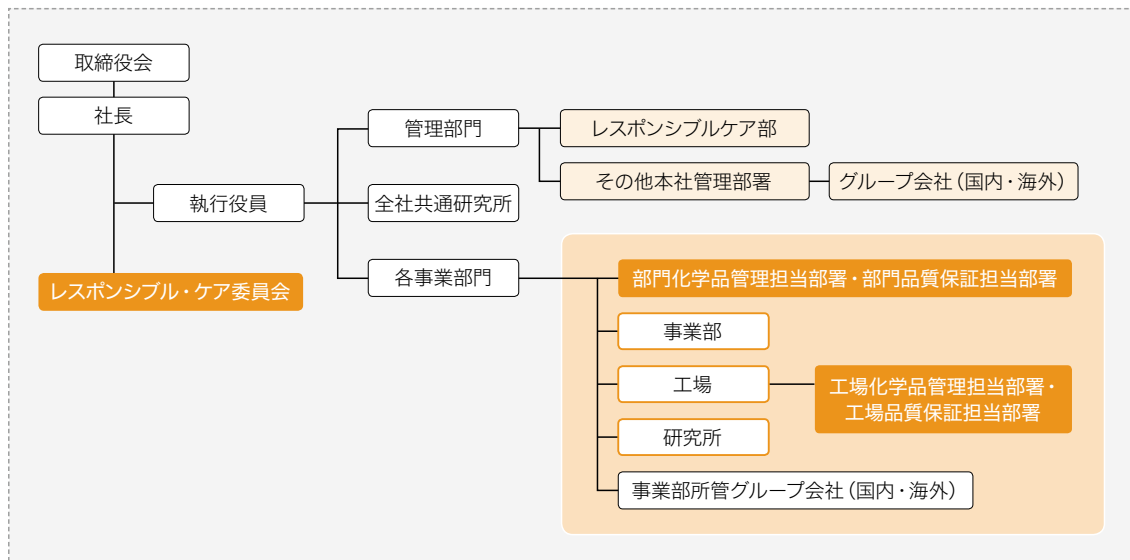 取締役会
社長
執行役員
レスポンシブル・ケア委員会
管理部門
レスポンシブルケア部
その他本社管理部署
グループ会社（国内・海外）
全社共通研究所
各事業部門
部門化学品管理担当部署・部門品質保証担当部署
事業部
工場
工場化学品管理担当部署・
工場品質保証担当部署
研究所
事業部所管グループ会社（国内・海外）